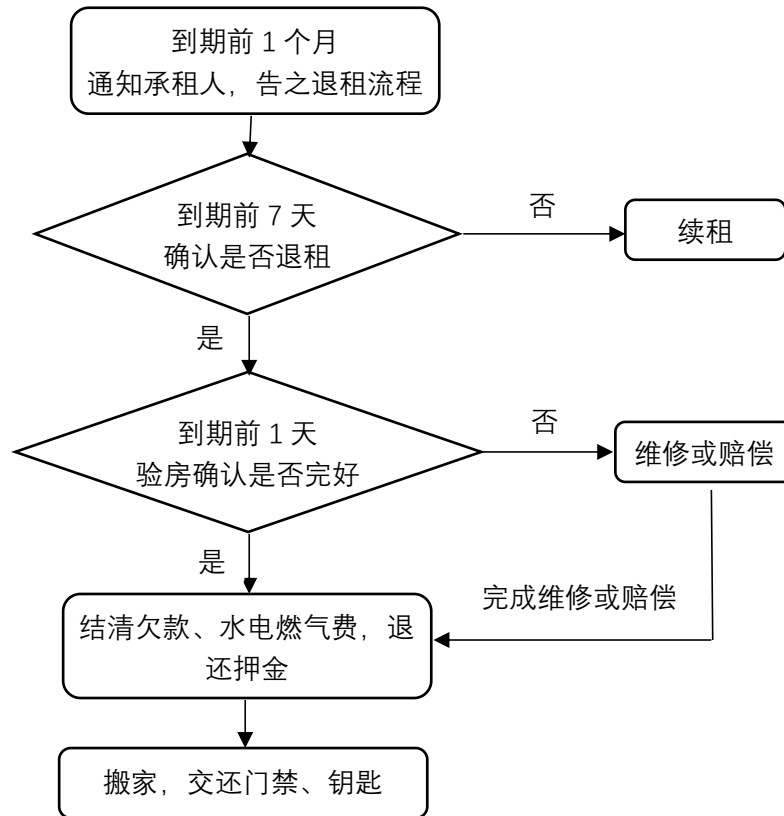 到期前 1 个月
通知承租人，告之退租流程
到期前 7 天
确认是否退租
否
续租
是
到期前 1 天
验房确认是否完好
否
维修或赔偿
是
完成维修或赔偿
结清欠款、水电燃气费，退
还押金
搬家，交还门禁、钥匙